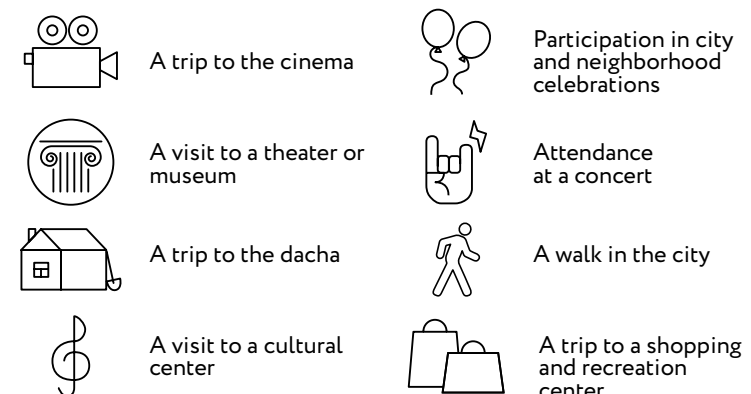 A trip to the cinema
Participation in city
and neighborhood
celebrations
A visit to a theater or
museum
Attendance
at a concert
A trip to the dacha
A walk in the city
A visit to a cultural
center
A trip to a shopping
and recreation
center